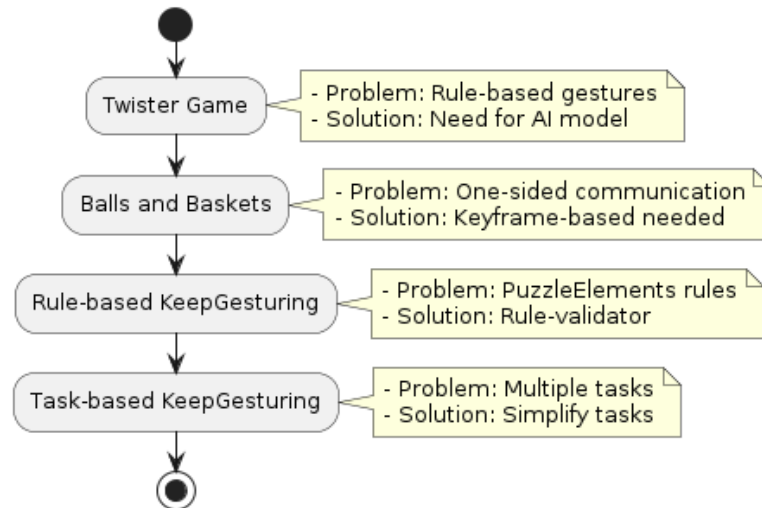 Twister Game
- Problem: Rule-based gestures
- Solution: Need for AI model
Balls and Baskets
- Problem: One-sided communication
- Solution: Keyframe-based needed
Rule-based KeepGesturing
- Problem: PuzzleElements rules
- Solution: Rule-validator
Task-based KeepGesturing
- Problem: Multiple tasks
- Solution: Simplify tasks